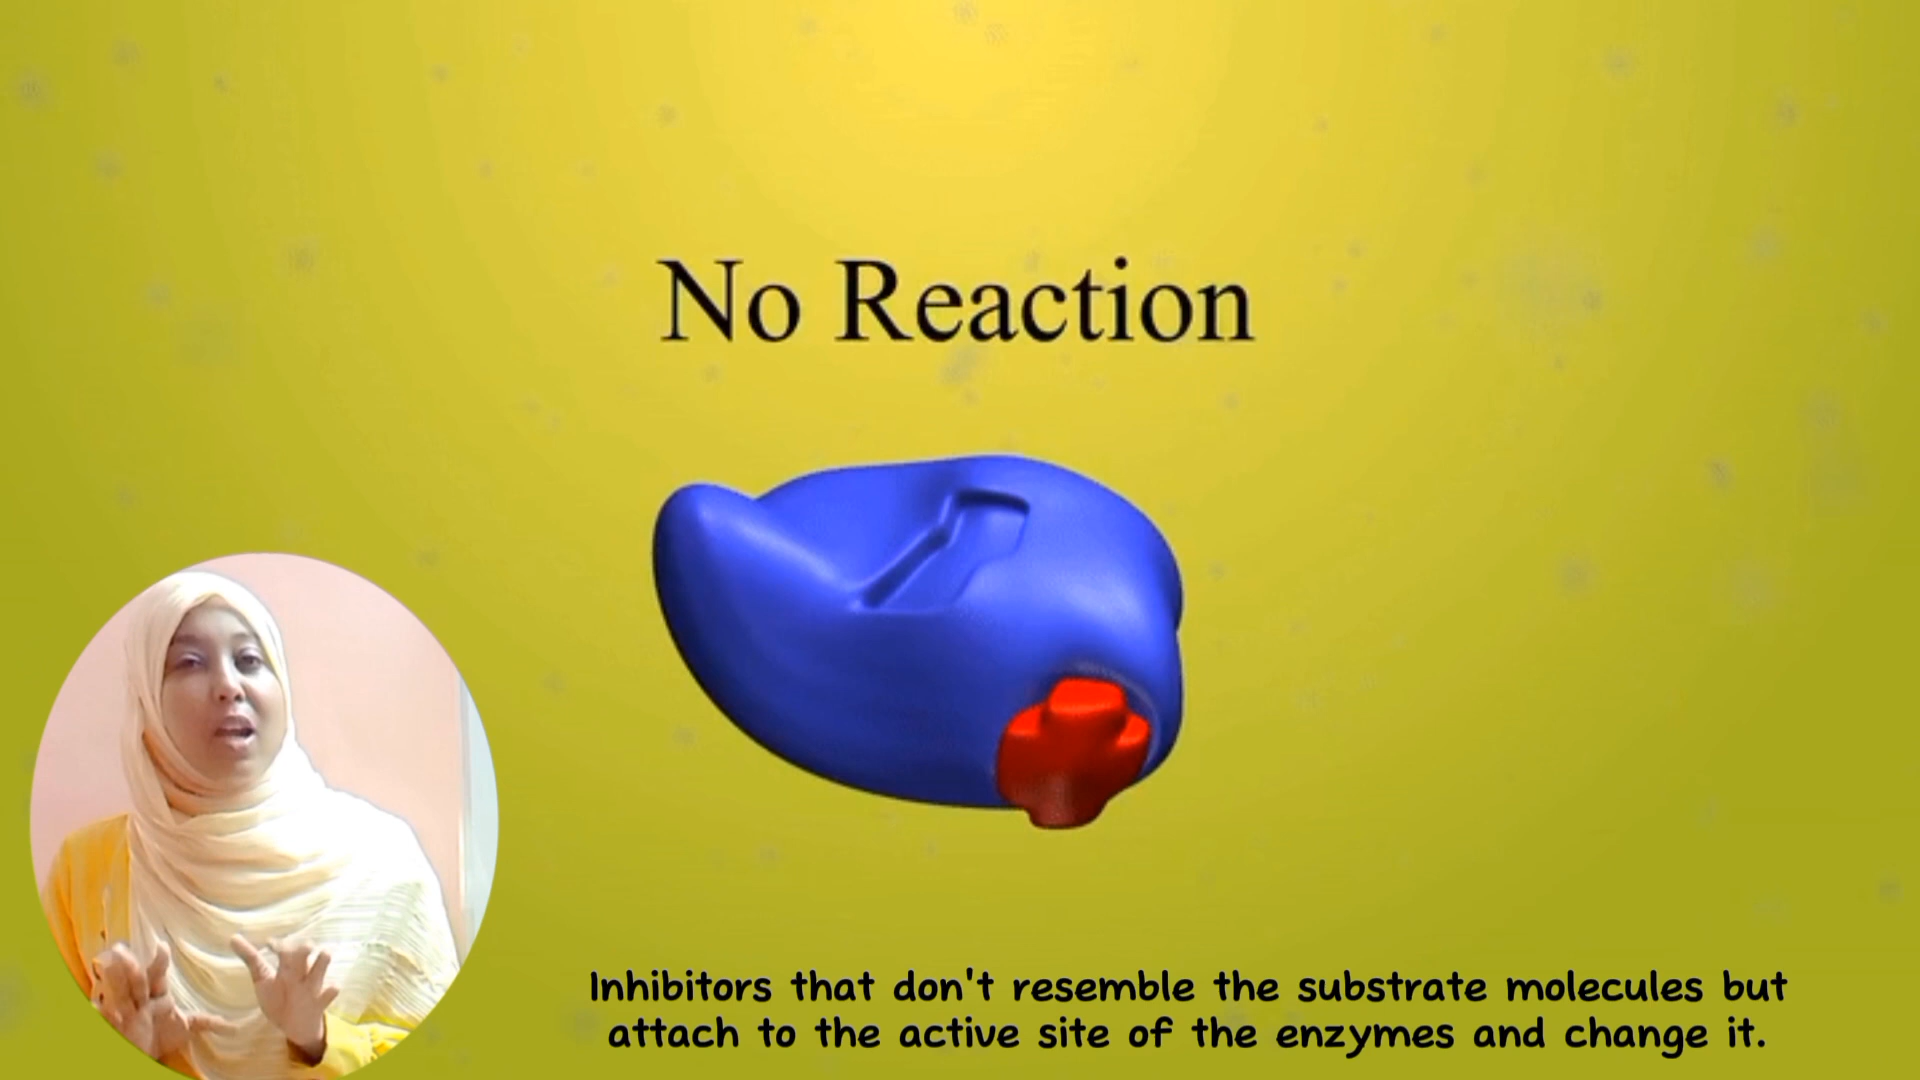 No Reaction
Inhibitors that don't resemble the substrate molecules but
attach to the active site of the enzymes and change it.